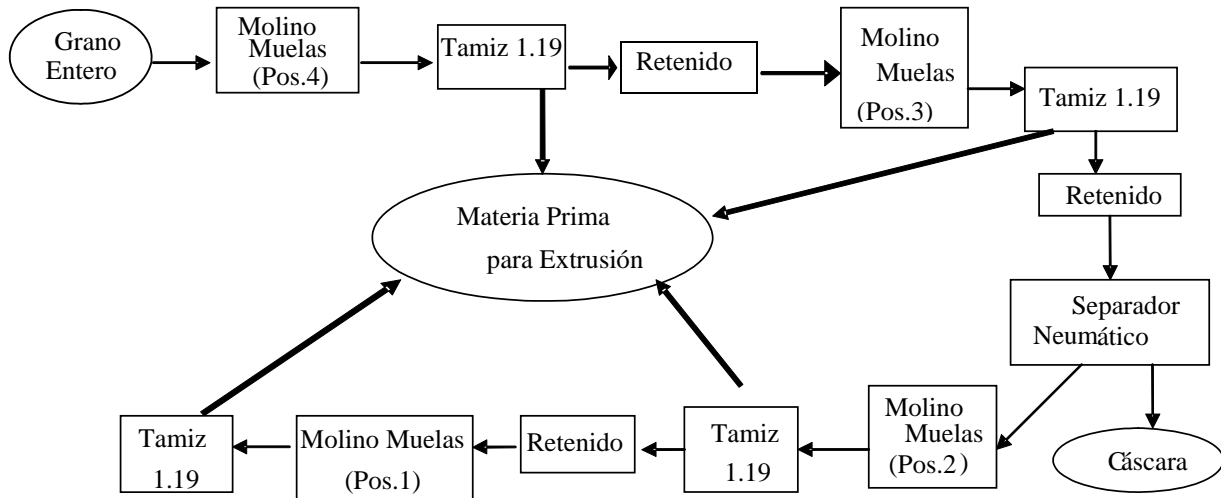 Grano
Entero
Molino
Muelas
(Pos.4)
Tamiz 1.19
Retenido
Molino
Muelas
(Pos.3)
Tamiz 1.19
Retenido
Separador
Neumático
Cáscara
Molino
Muelas
(Pos.2)
Tamiz
1.19
Retenido
Molino Muelas
(Pos.1)
Tamiz
1.19
Materia Prima
para Extrusión